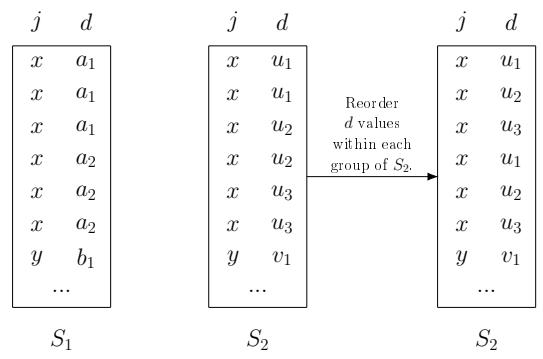 j d j d j d
x a₁ x u₁ x u₁
x a₁ x u₁ x u₂
x a₁ x u₂ x u₃
x a₂ x u₂ x u₁
x a₂ x u₃ x u₂
x a₂ x u₃ x u₃
y b₁ y v₁ y v₁
... ... ...
Reorder
d values
within each
group of S₂.
S₁ S₂ S₂